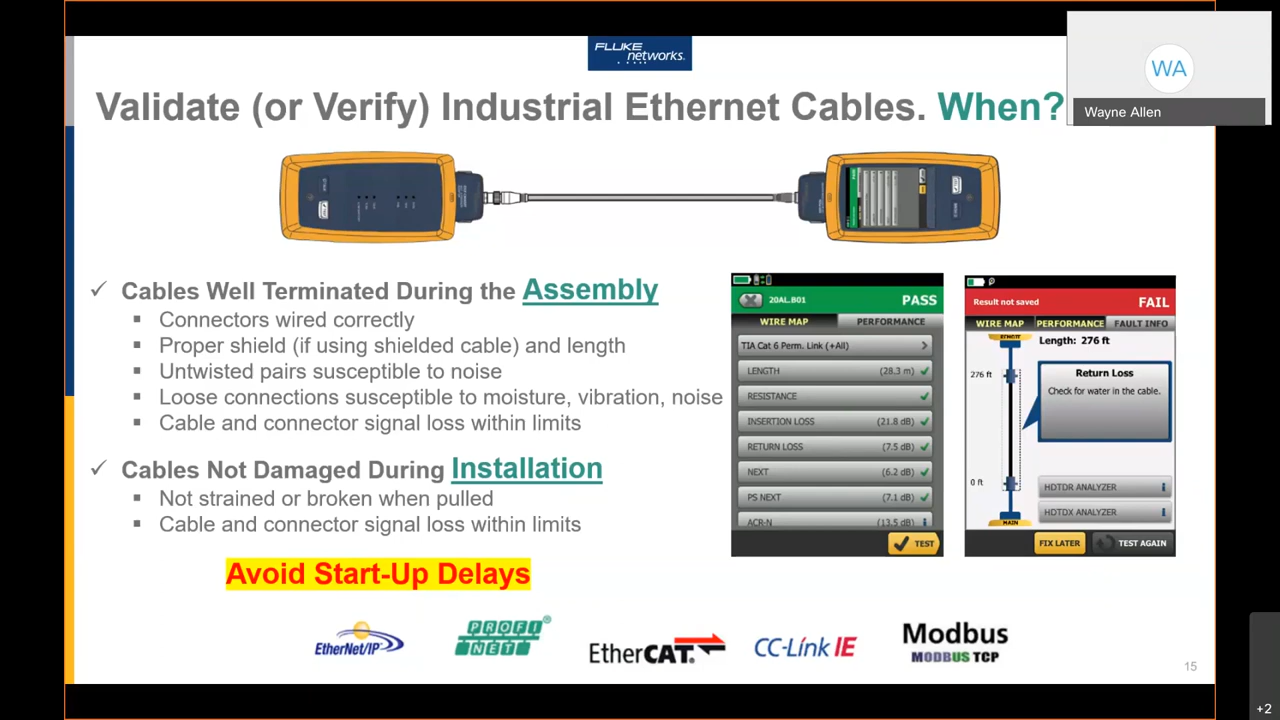 FLUKE
networks.
WA
Wayne Allen
Validate (or Verify) Industrial Ethernet Cables. When?
Cables Well Terminated During the Assembly
Connectors wired correctly
Proper shield (if using shielded cable) and length
Untwisted pairs susceptible to noise
Loose connections susceptible to moisture, vibration, noise
Cable and connector signal loss within limits
Cables Not Damaged During Installation
Not strained or broken when pulled
Cable and connector signal loss within limits
Avoid Start-Up Delays
20AL.B01 PASS
WIRE MAP PERFORMANCE
TIA Cat 6 Perm. Link (+All)
LENGTH (28.3 m)
RESISTANCE
INSERTION LOSS (21.8 dB)
RETURN LOSS (7.5 dB)
NEXT (6.2 dB)
PS NEXT (7.1 dB)
ACR-N (13.5 dB)
TEST
Result not saved FAIL
WIRE MAP PERFORMANCE FAULT INFO
REMOTE
Length: 276 ft
276 ft
Return Loss
Check for water in the cable.
0 ft
HDTDR ANALYZER
HDTDX ANALYZER
MAIN
FIX LATER TEST AGAIN
EtherNet/IP
PROFI
NET
EtherCAT
CC-Link IE
Modbus
MODBUS TCP
15
+2